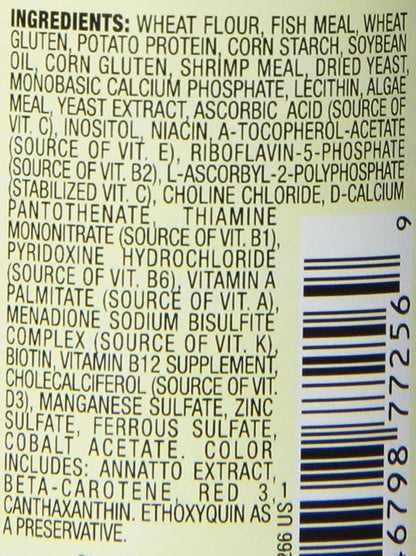 INGREDIENTS: WHEAT FLOUR, FISH MEAL, WHEAT
GLUTEN, POTATO PROTEIN, CORN STARCH, SOYBEAN
OIL, CORN GLUTEN, SHRIMP MEAL, DRIED YEAST,
MONOBASIC CALCIUM PHOSPHATE, LECITHIN, ALGAE
MEAL, YEAST EXTRACT, ASCORBIC ACID (SOURCE OF
VIT. C), INOSITOL, NIACIN, A-TOCOPHEROL-ACETATE
(SOURCE OF VIT. E), RIBOFLAVIN-5-PHOSPHATE
(SOURCE OF VIT. B2), L-ASCORBYL-2-POLYPHOSPHATE
(STABILIZED VIT. C), CHOLINE CHLORIDE, D-CALCIUM
PANTOTHENATE, THIAMINE
MONONITRATE (SOURCE OF VIT. B1),
PYRIDOXINE HYDROCHLORIDE
(SOURCE OF VIT. B6), VITAMIN A
PALMITATE (SOURCE OF VIT. A),
MENADIONE SODIUM BISULFITE
COMPLEX (SOURCE OF VIT. K),
BIOTIN, VITAMIN B12 SUPPLEMENT,
CHOLECALCIFEROL (SOURCE OF VIT.
D3), MANGANESE SULFATE, ZINC
SULFATE, FERROUS SULFATE,
COBALT ACETATE. COLOR
INCLUDES: ANNATTO EXTRACT,
BETA-CAROTENE, RED 3,
CANTHAXANTHIN. ETHOXYQUIN AS
A PRESERVATIVE.
266 US
46798 77256 9